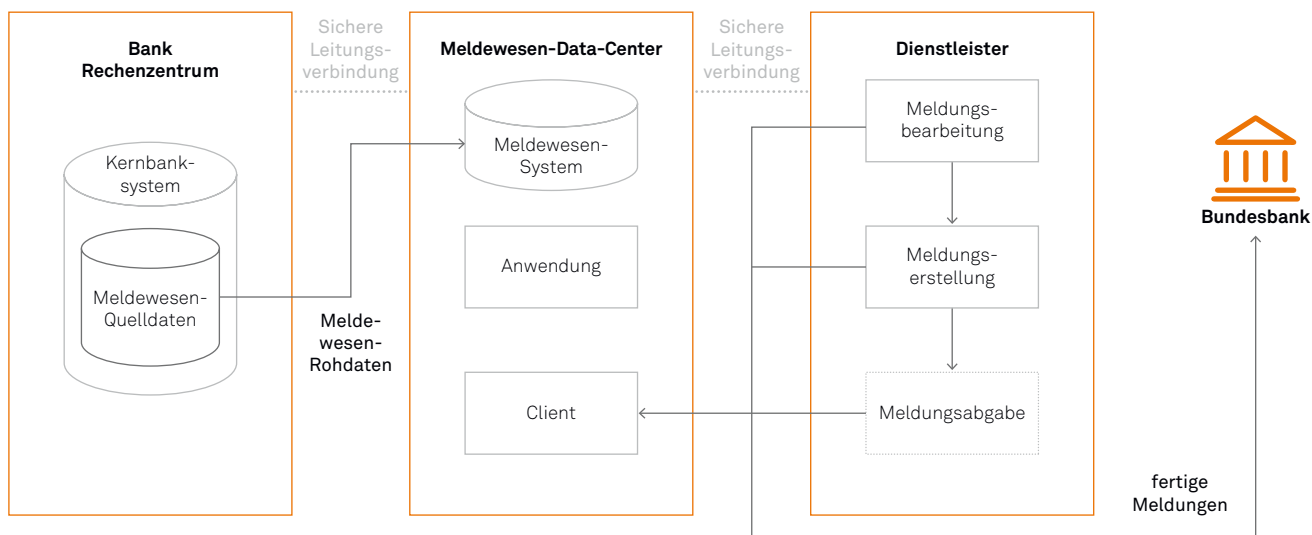 Bank
Rechenzentrum
Sichere
Leitungs-
verbindung
Meldewesen-Data-Center
Sichere
Leitungs-
verbindung
Dienstleister
Kernbank-
system
Meldewesen-
Quelldaten
Melde-
wesen-
Rohdaten
Meldewesen-
System
Anwendung
Client
Meldungs-
bearbeitung
Meldungs-
erstellung
Meldungsabgabe
Bundesbank
fertige
Meldungen